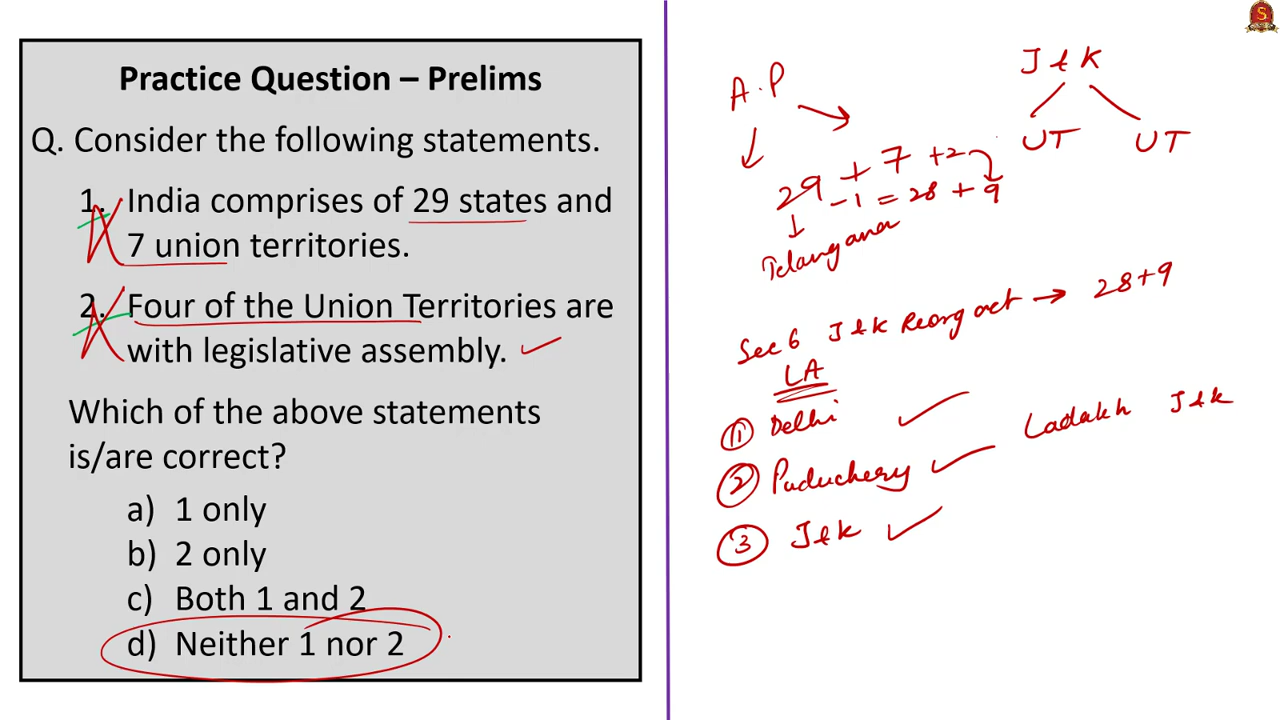 Practice Question – Prelims
Q. Consider the following statements.
1. India comprises of 29 states and
7 union territories.
2. Four of the Union Territories are
with legislative assembly.
Which of the above statements
is/are correct?
a) 1 only
b) 2 only
c) Both 1 and 2
d) Neither 1 nor 2
A.P
J & K
UT UT
29 + 7 +2
-1 = 28 + 9
Telangana
Sec 6 J & K Reorg act → 28+9
LA
① Delhi
Ladakh J & K
② Puduchery
③ J & K
S